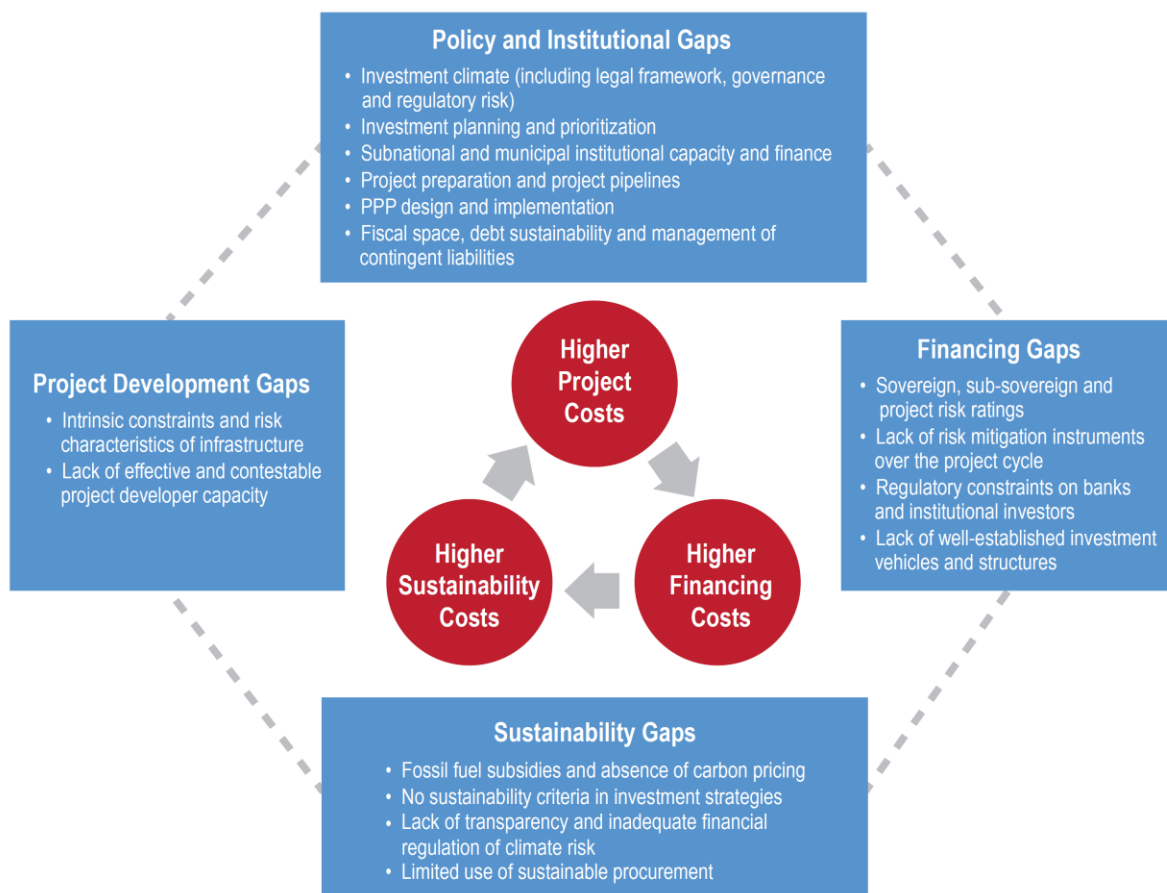 Policy and Institutional Gaps
• Investment climate (including legal framework, governance
and regulatory risk)
• Investment planning and prioritization
• Subnational and municipal institutional capacity and finance
• Project preparation and project pipelines
• PPP design and implementation
• Fiscal space, debt sustainability and management of
contingent liabilities
Project Development Gaps
• Intrinsic constraints and risk
characteristics of infrastructure
• Lack of effective and contestable
project developer capacity
Higher
Project
Costs
Higher
Sustainability
Costs
Higher
Financing
Costs
Financing Gaps
• Sovereign, sub-sovereign and
project risk ratings
• Lack of risk mitigation instruments
over the project cycle
• Regulatory constraints on banks
and institutional investors
• Lack of well-established investment
vehicles and structures
Sustainability Gaps
• Fossil fuel subsidies and absence of carbon pricing
• No sustainability criteria in investment strategies
• Lack of transparency and inadequate financial
regulation of climate risk
• Limited use of sustainable procurement